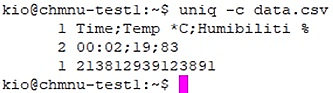 kio@chmnu-test1:~$ uniq -c data.csv
1 Time;Temp *C;Humibiliti %
2 00:02;19;83
1 213812939123891
kio@chmnu-test1:~$